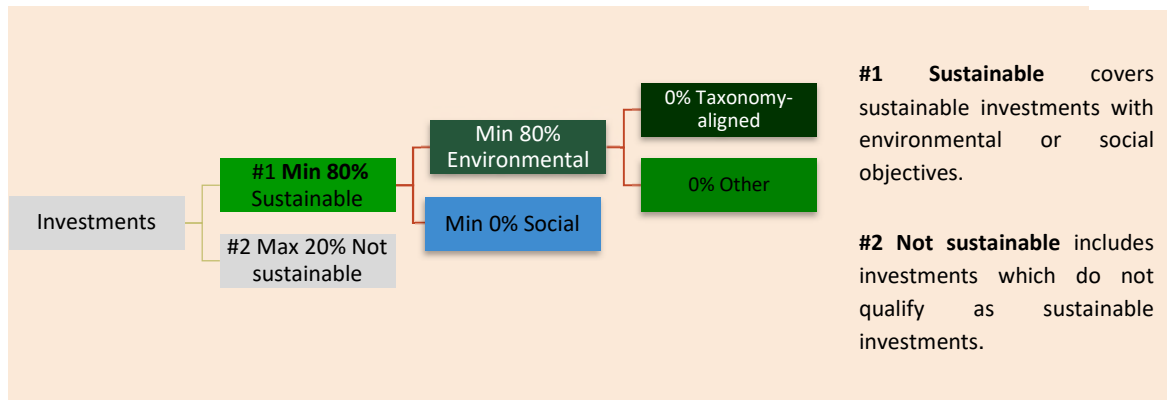 Investments
#1 Min 80%
Sustainable
#2 Max 20% Not
sustainable
Min 80%
Environmental
Min 0% Social
0% Taxonomy-
aligned
0% Other
#1 Sustainable covers
sustainable investments with
environmental or social
objectives.
#2 Not sustainable includes
investments which do not
qualify as sustainable
investments.